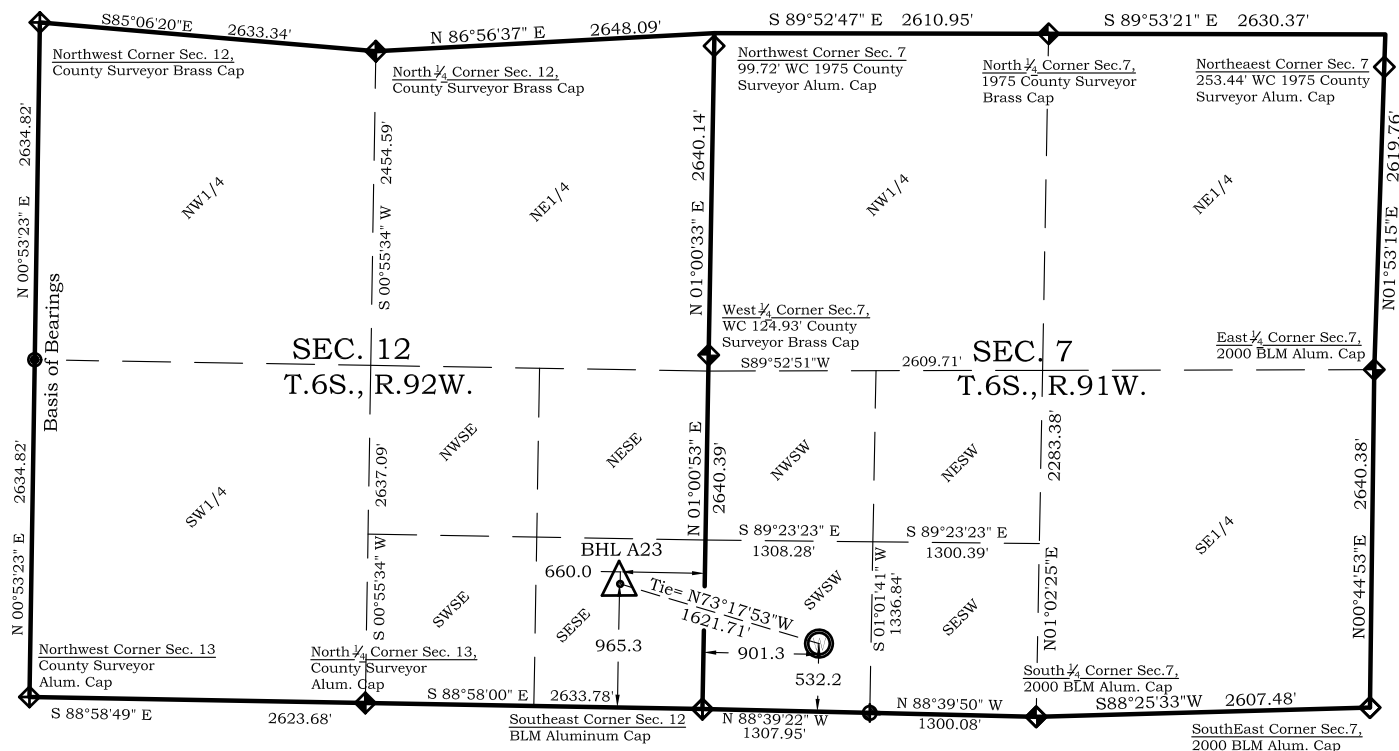 S85°06'20"E 2633.34'
N 86°56'37" E 2648.09'
S 89°52'47" E 2610.95'
S 89°53'21" E 2630.37'
Northwest Corner Sec. 12,
County Surveyor Brass Cap
North 1/4 Corner Sec. 12,
County Surveyor Brass Cap
Northwest Corner Sec. 7
99.72' WC 1975 County
Surveyor Alum. Cap
North 1/4 Corner Sec.7,
1975 County Surveyor
Brass Cap
Northeaest Corner Sec. 7
253.44' WC 1975 County
Surveyor Alum. Cap
N 00°53'23" E 2634.82'
S 00°55'34" W 2454.59'
N 01°00'33" E 2640.14'
N01°53'15"E 2619.76'
NW1/4
NE1/4
NW1/4
NE1/4
Basis of Bearings
West 1/4 Corner Sec.7,
WC 124.93' County
Surveyor Brass Cap
East 1/4 Corner Sec.7,
2000 BLM Alum. Cap
SEC. 12
T.6S., R.92W.
S89°52'51"W 2609.71'
SEC. 7
T.6S., R.91W.
N 00°53'23" E 2634.82'
SW1/4
S 00°55'34" W 2637.09'
NWSE
NESE
N 01°00'53" E 2640.39'
NWSW
NESW
N01°02'25"E 2283.38'
SE1/4
N00°44'53"E 2640.38'
S 89°23'23" E
1308.28'
S 89°23'23" E
1300.39'
BHL A23
660.0
Tie= N73°17'53"W
1621.71'
SWSE
SESE
965.3
SWSW
901.3
532.2
S 01°01'41" W
1336.84'
SESW
Northwest Corner Sec. 13
County Surveyor
Alum. Cap
North 1/4 Corner Sec. 13,
County Surveyor
Alum. Cap
South 1/4 Corner Sec.7,
2000 BLM Alum. Cap
S 88°58'49" E 2623.68'
S 88°58'00" E 2633.78'
Southeast Corner Sec. 12
BLM Aluminum Cap
N 88°39'22" W
1307.95'
N 88°39'50" W
1300.08'
S88°25'33"W 2607.48'
SouthEast Corner Sec.7,
2000 BLM Alum. Cap